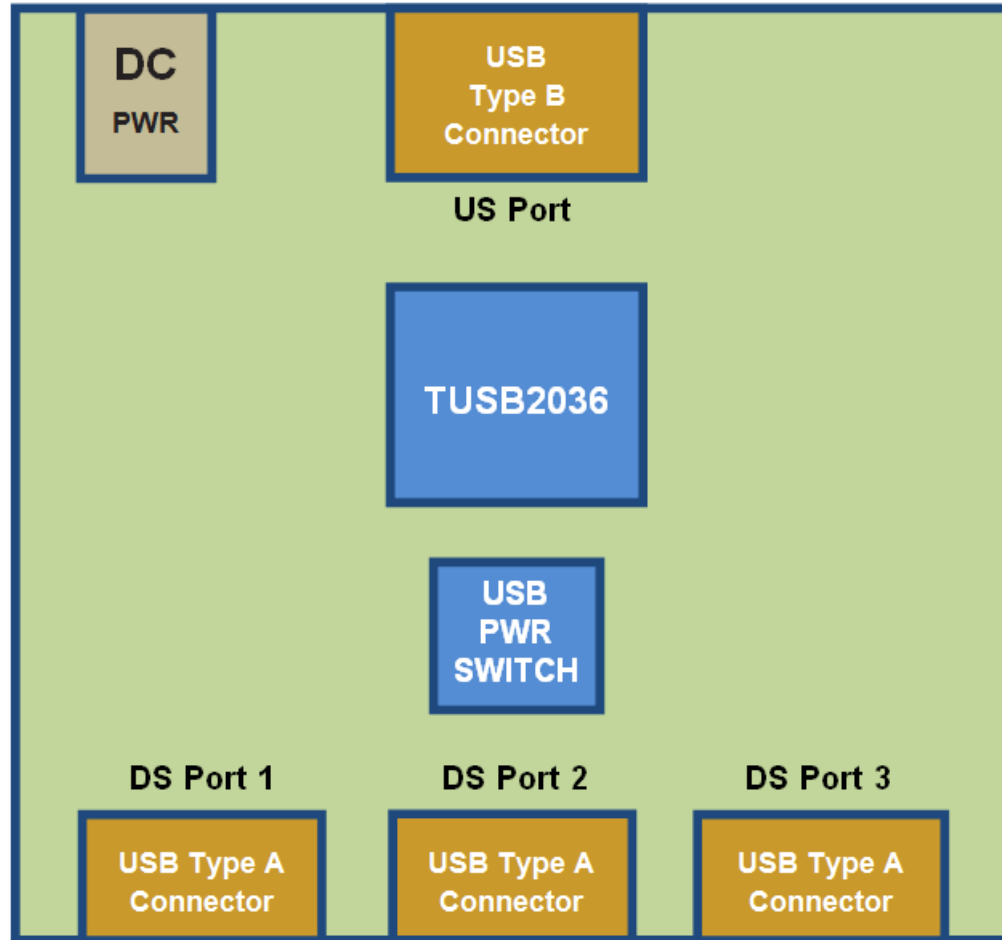 DC
PWR
USB
Type B
Connector
US Port
TUSB2036
USB
PWR
SWITCH
DS Port 1
DS Port 2
DS Port 3
USB Type A
Connector
USB Type A
Connector
USB Type A
Connector